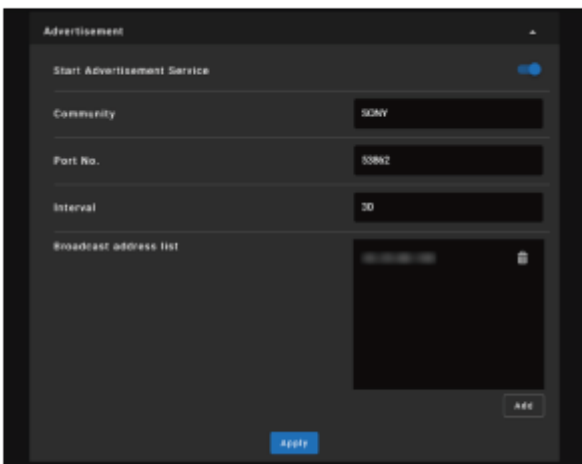 Advertisement
Start Advertisement Service
Community SONY
Port No. 53862
Interval 30
Broadcast address list
Add
Apply